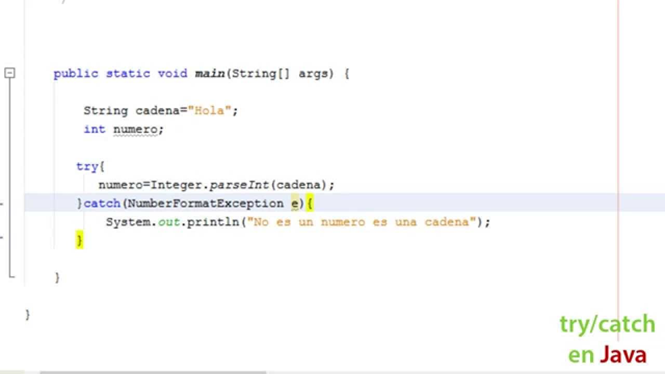 public static void main(String[] args) {
String cadena="Hola";
int numero;
try{
numero=Integer.parseInt(cadena);
}catch(NumberFormatException e){
System.out.println("No es un numero es una cadena");
}
}
}
try/catch
en Java